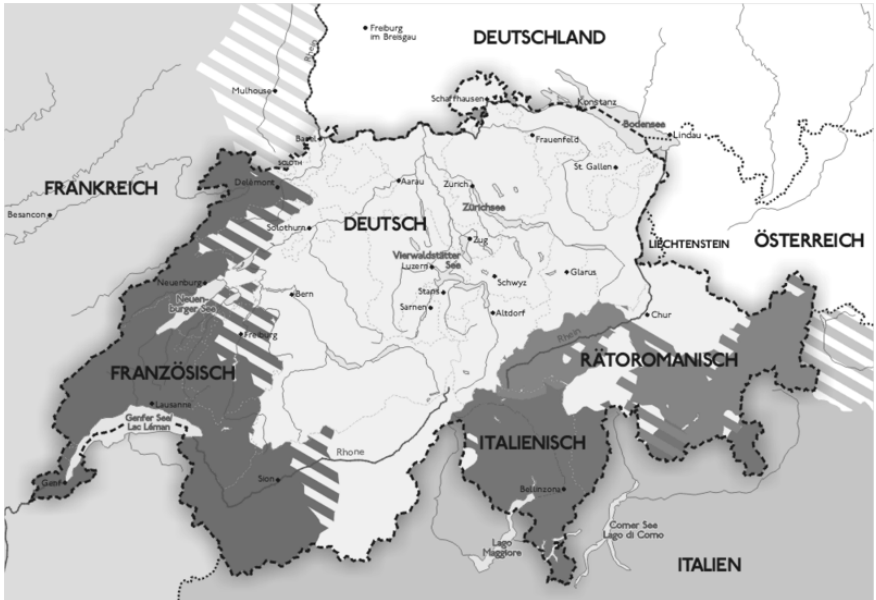 Freiburg
im Breisgau
DEUTSCHLAND
Rhein
Mulhouse
Schaffhausen
Konstanz
Bodensee
Basel
Frauenfeld
Lindau
SOLOTH
St. Gallen
FRANKREICH
Delémont
Aarau
Zürich
Besancon
Zürichsee
DEUTSCH
Solothurn
Zug
LIECHTENSTEIN
ÖSTERREICH
Vierwaldstätter
See
Luzern
Glarus
Neuenburg
Schwyz
Neuen-
burger See
Bern
Stans
Sarnen
Altdorf
Chur
Freiburg
Rhein
RÄTOROMANISCH
FRANZÖSISCH
Lausanne
Genfer See/
Lac Léman
ITALIENISCH
Rhone
Genf
Sion
Bellinzona
Comer See
Lago di Como
Lago
Maggiore
ITALIEN